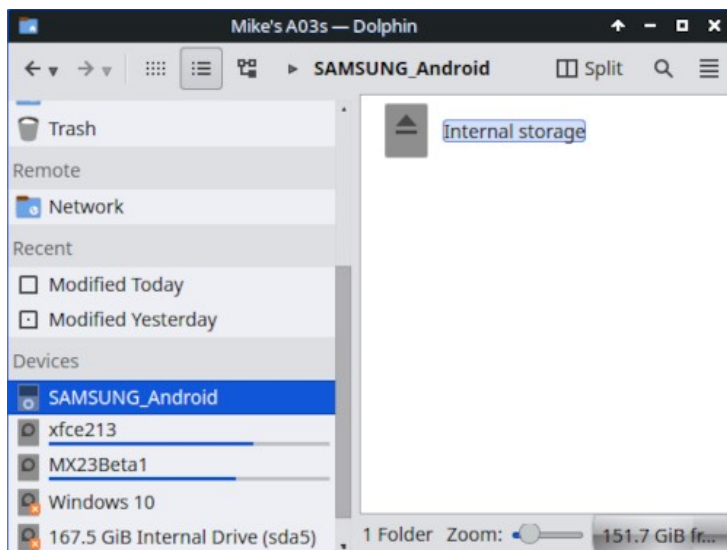 Mike's A03s — Dolphin
SAMSUNG_Android
Split
Trash
Remote
Network
Recent
Modified Today
Modified Yesterday
Devices
SAMSUNG_Android
xfce213
MX23Beta1
Windows 10
167.5 GiB Internal Drive (sda5)
Internal storage
1 Folder Zoom: 151.7 GiB fr...